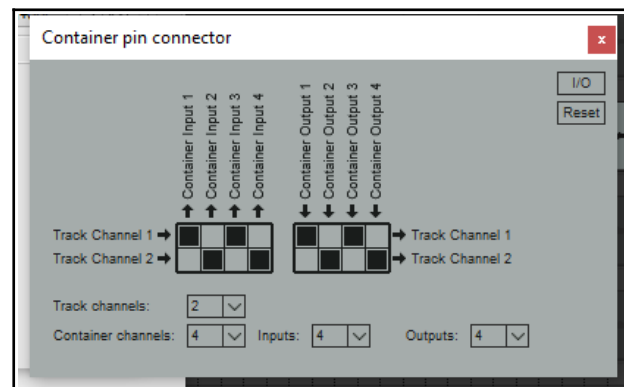 Container pin connector
x
I/O
Reset
Container Input 1
Container Input 2
Container Input 3
Container Input 4
Container Output 1
Container Output 2
Container Output 3
Container Output 4
Track Channel 1
Track Channel 1
Track Channel 2
Track Channel 2
Track channels: 2
Container channels: 4 Inputs: 4 Outputs: 4